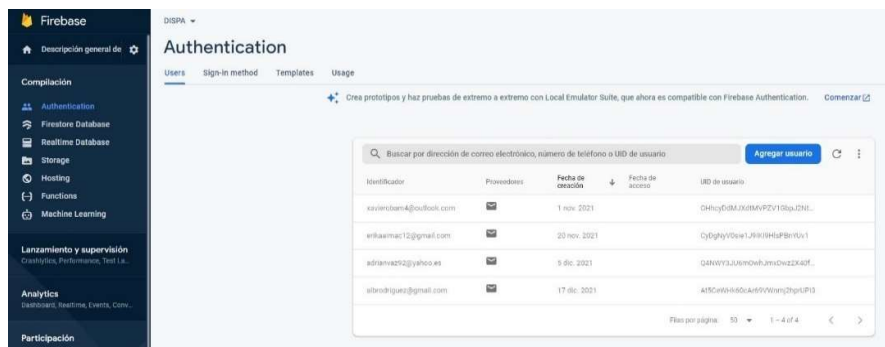 Firebase
Descripción general de
Compilación
Authentication
Firestore Database
Realtime Database
Storage
Hosting
Functions
Machine Learning
Lanzamiento y supervisión
Crashlytics, Performance, Test La...
Analytics
Dashboard, Realtime, Events, Conv...
Participación
DISPA
Authentication
Users Sign-in method Templates Usage
Crea prototipos y haz pruebas de extremo a extremo con Local Emulator Suite, que ahora es compatible con Firebase Authentication. Comenzar
Buscar por dirección de correo electrónico, número de teléfono o UID de usuario Agregar usuario
Identificador Proveedores Fecha de creación Fecha de acceso UID de usuario
1 nov. 2021
20 nov. 2021
adrianvaz92@yahoo.es 5 dic. 2021
17 dic. 2021
Filas por página: 50 1 – 4 of 4